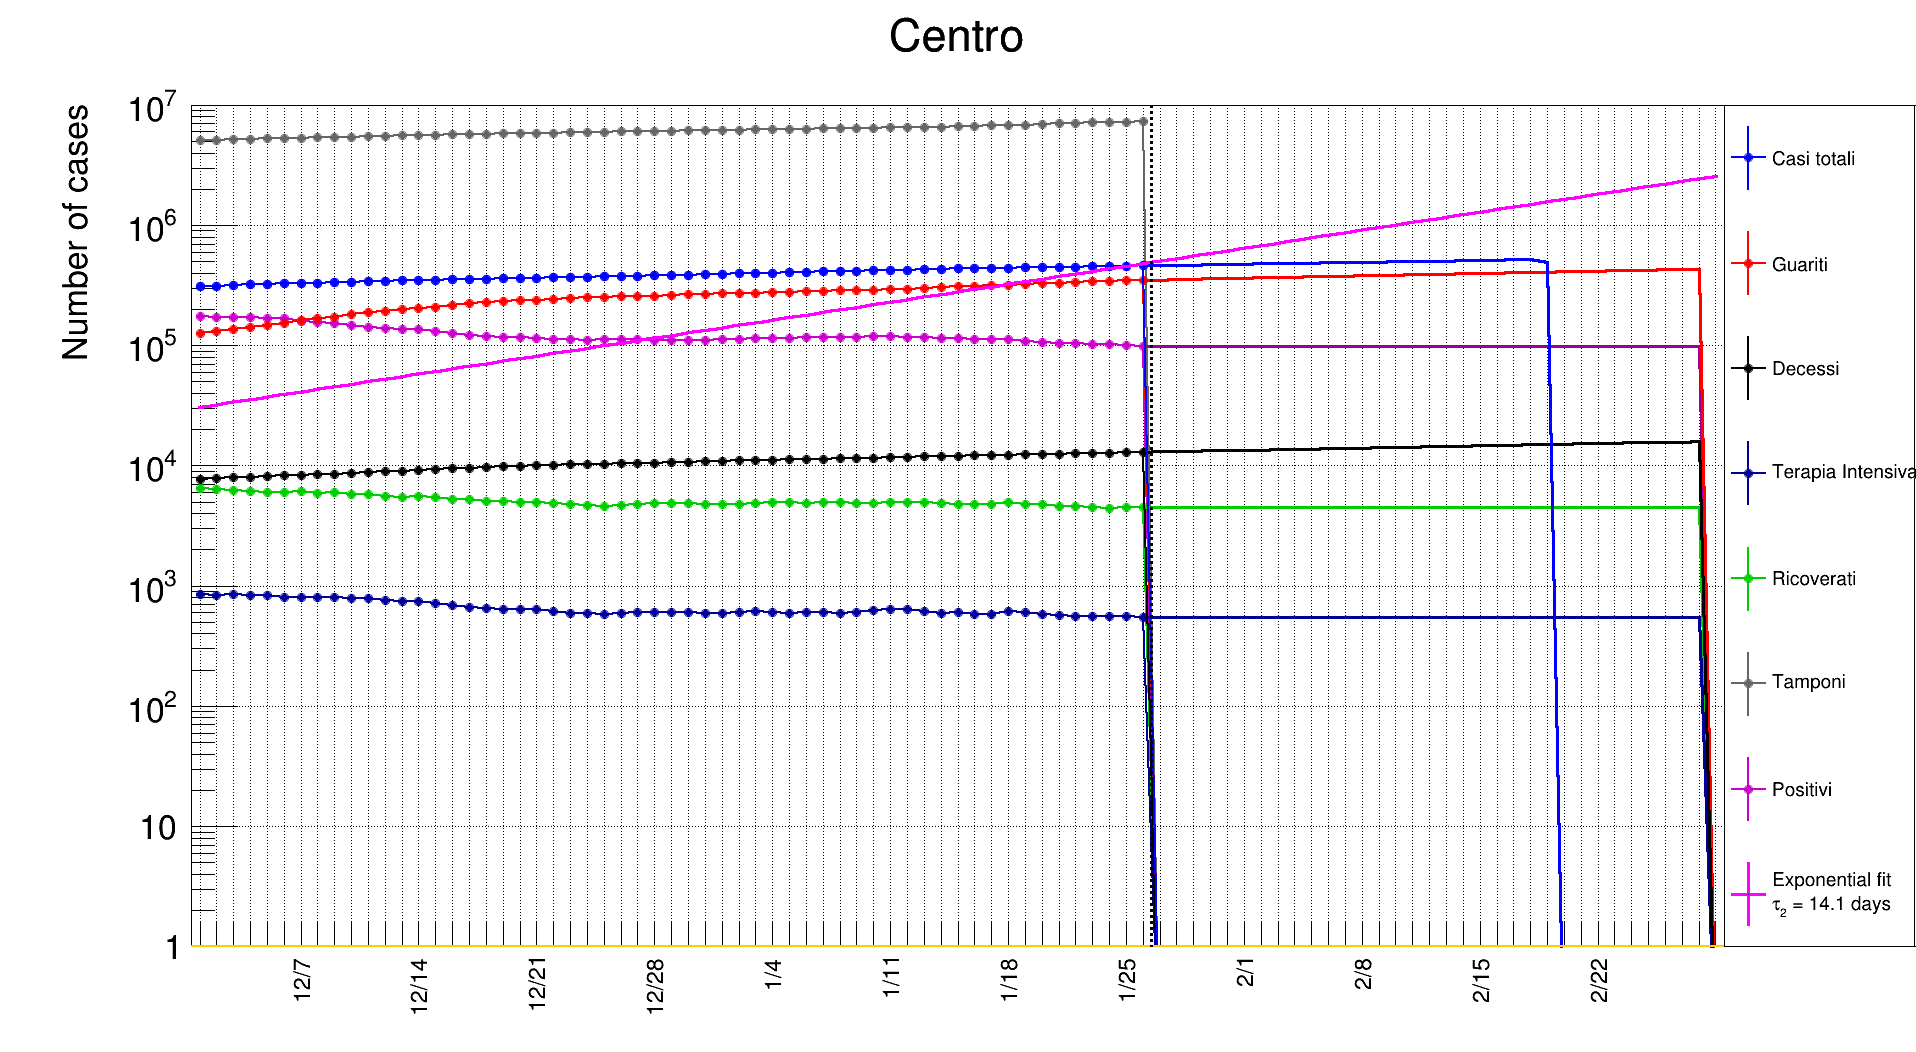 Centro
Number of cases
10^7
10^6
10^5
10^4
10^3
10^2
10
1
12/7
12/14
12/21
12/28
1/4
1/11
1/18
1/25
2/1
2/8
2/15
2/22
Casi totali
Guariti
Decessi
Terapia Intensiva
Ricoverati
Tamponi
Positivi
Exponential fit
τ₂ = 14.1 days